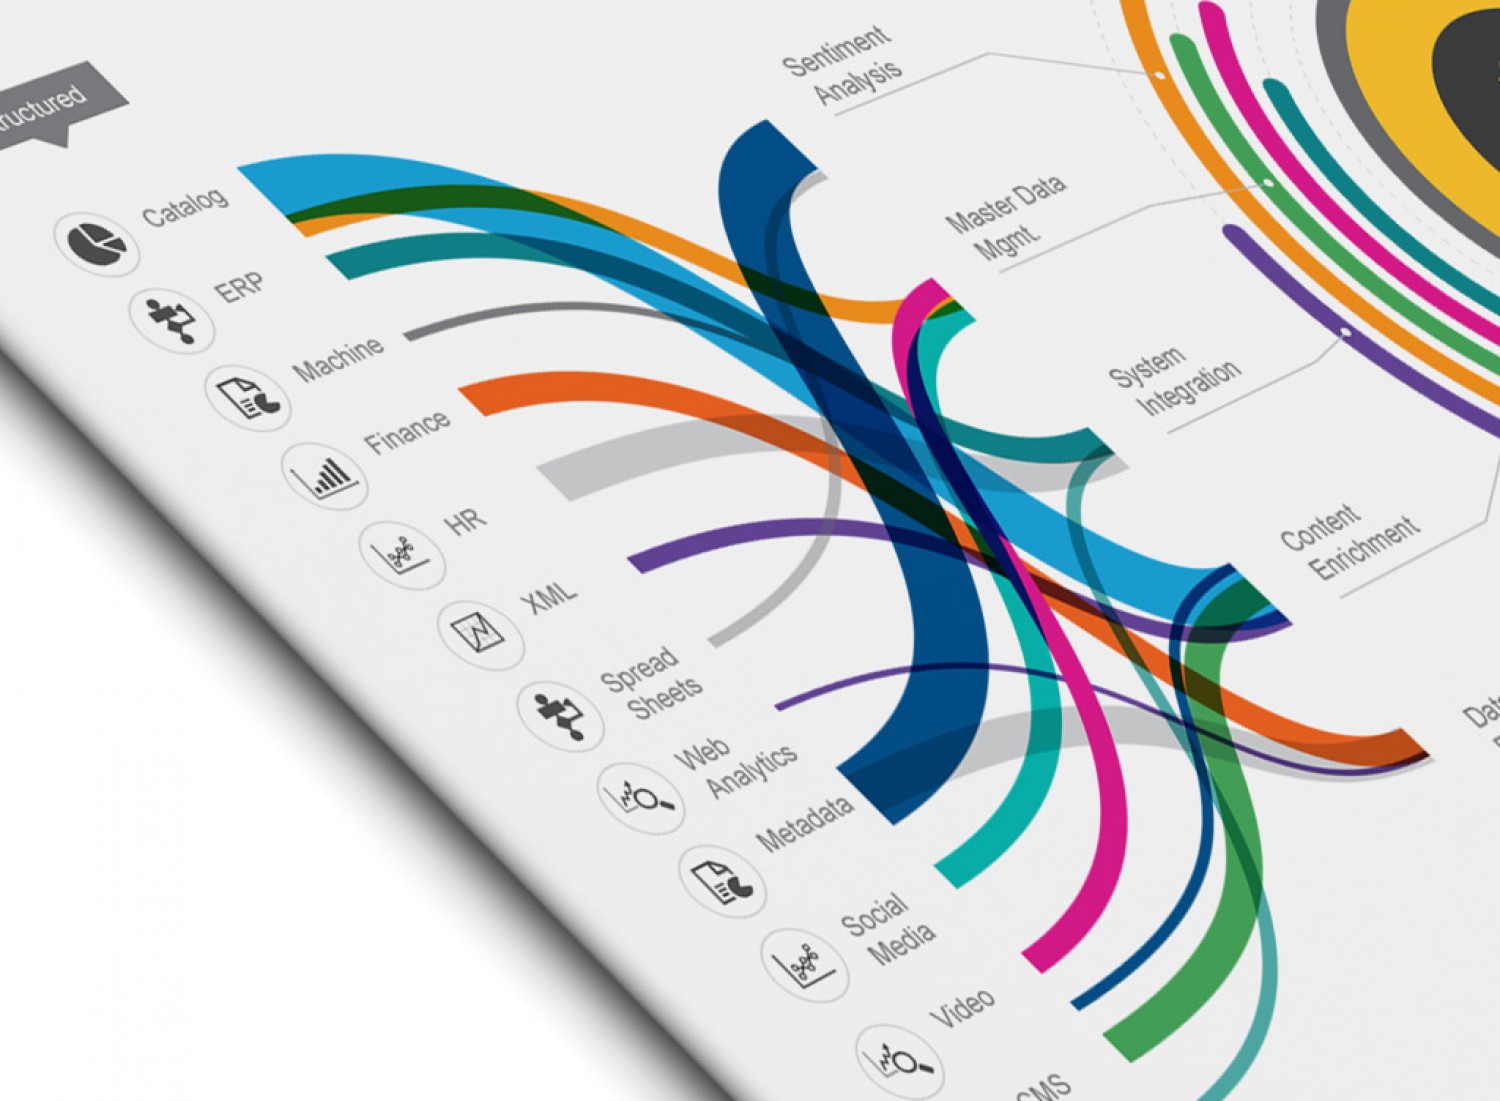 ructured
Catalog
ERP
Machine
Finance
HR
XML
Spread
Sheets
Web
Analytics
Metadata
Social
Media
Video
CMS
Sentiment
Analysis
Master Data
Mgmt.
System
Integration
Content
Enrichment
Data